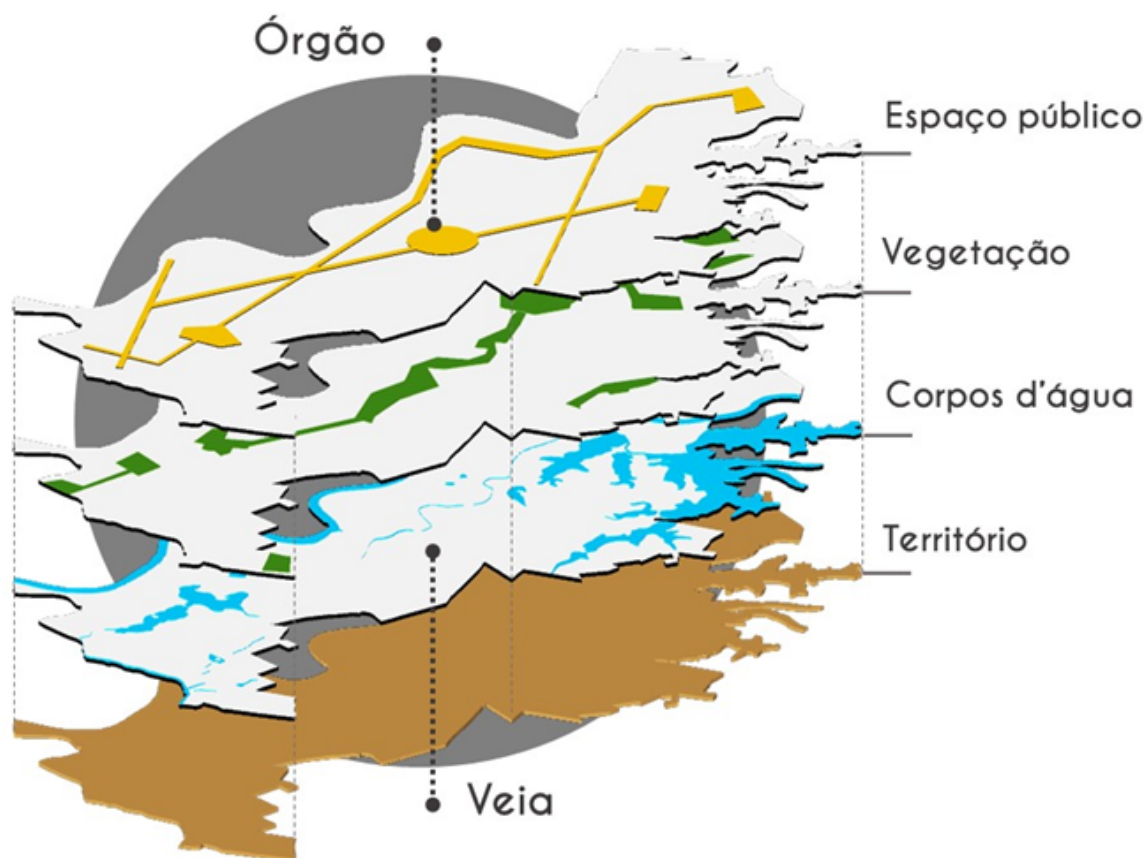 Órgão
Espaço público
Vegetação
Corpos d'água
Território
Veia